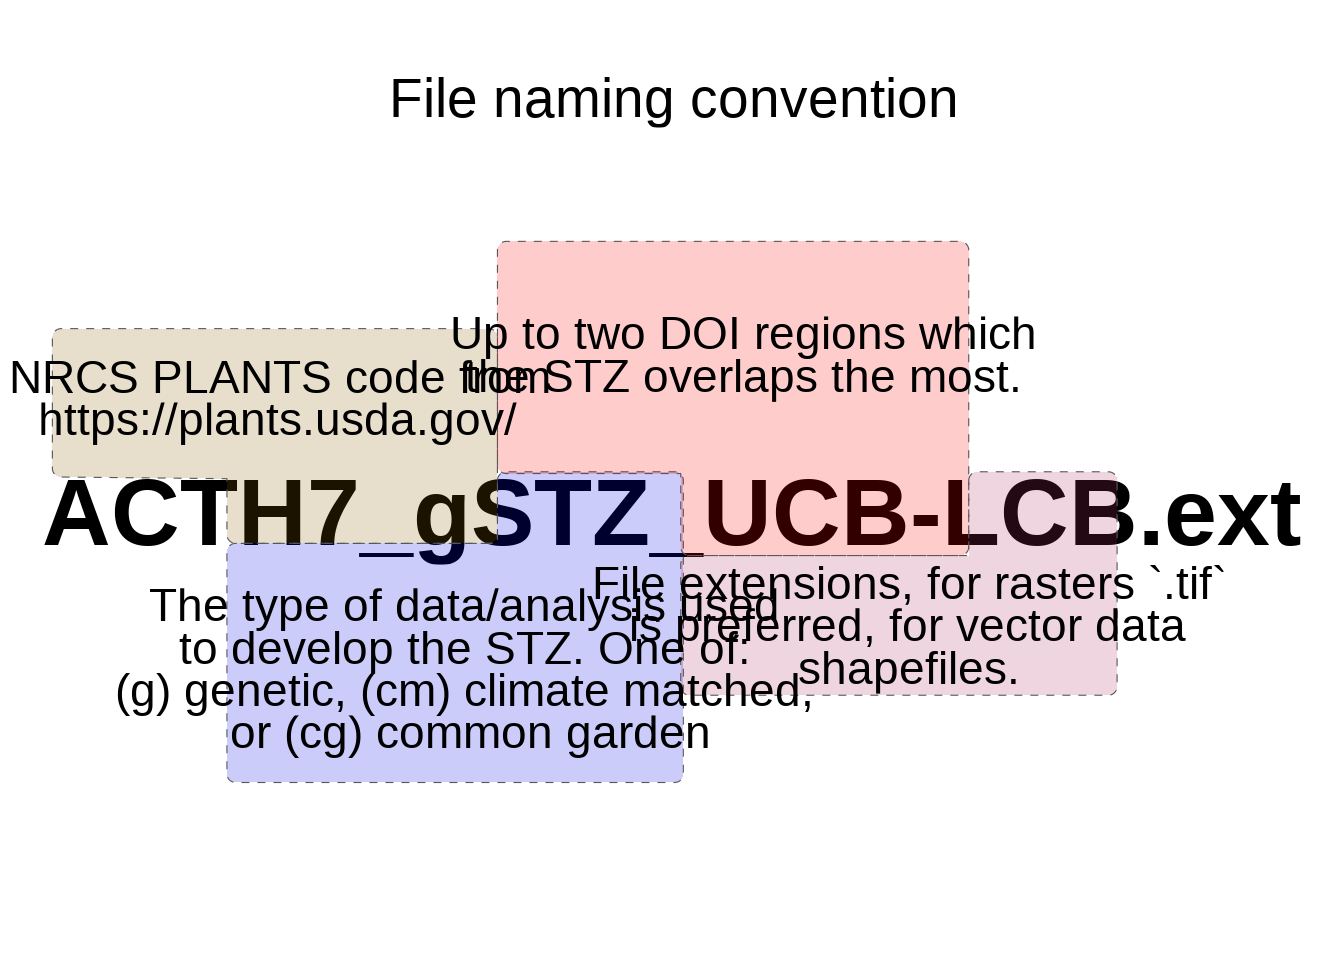 File naming convention
Up to two DOI regions which
the STZ overlaps the most.
NRCS PLANTS code from
https://plants.usda.gov/
ACTH7_gSTZ_UCB-LCB.ext
The type of data/analysis used
to develop the STZ. One of:
(g) genetic, (cm) climate matched,
or (cg) common garden
File extensions, for rasters `.tif`
is preferred, for vector data
shapefiles.